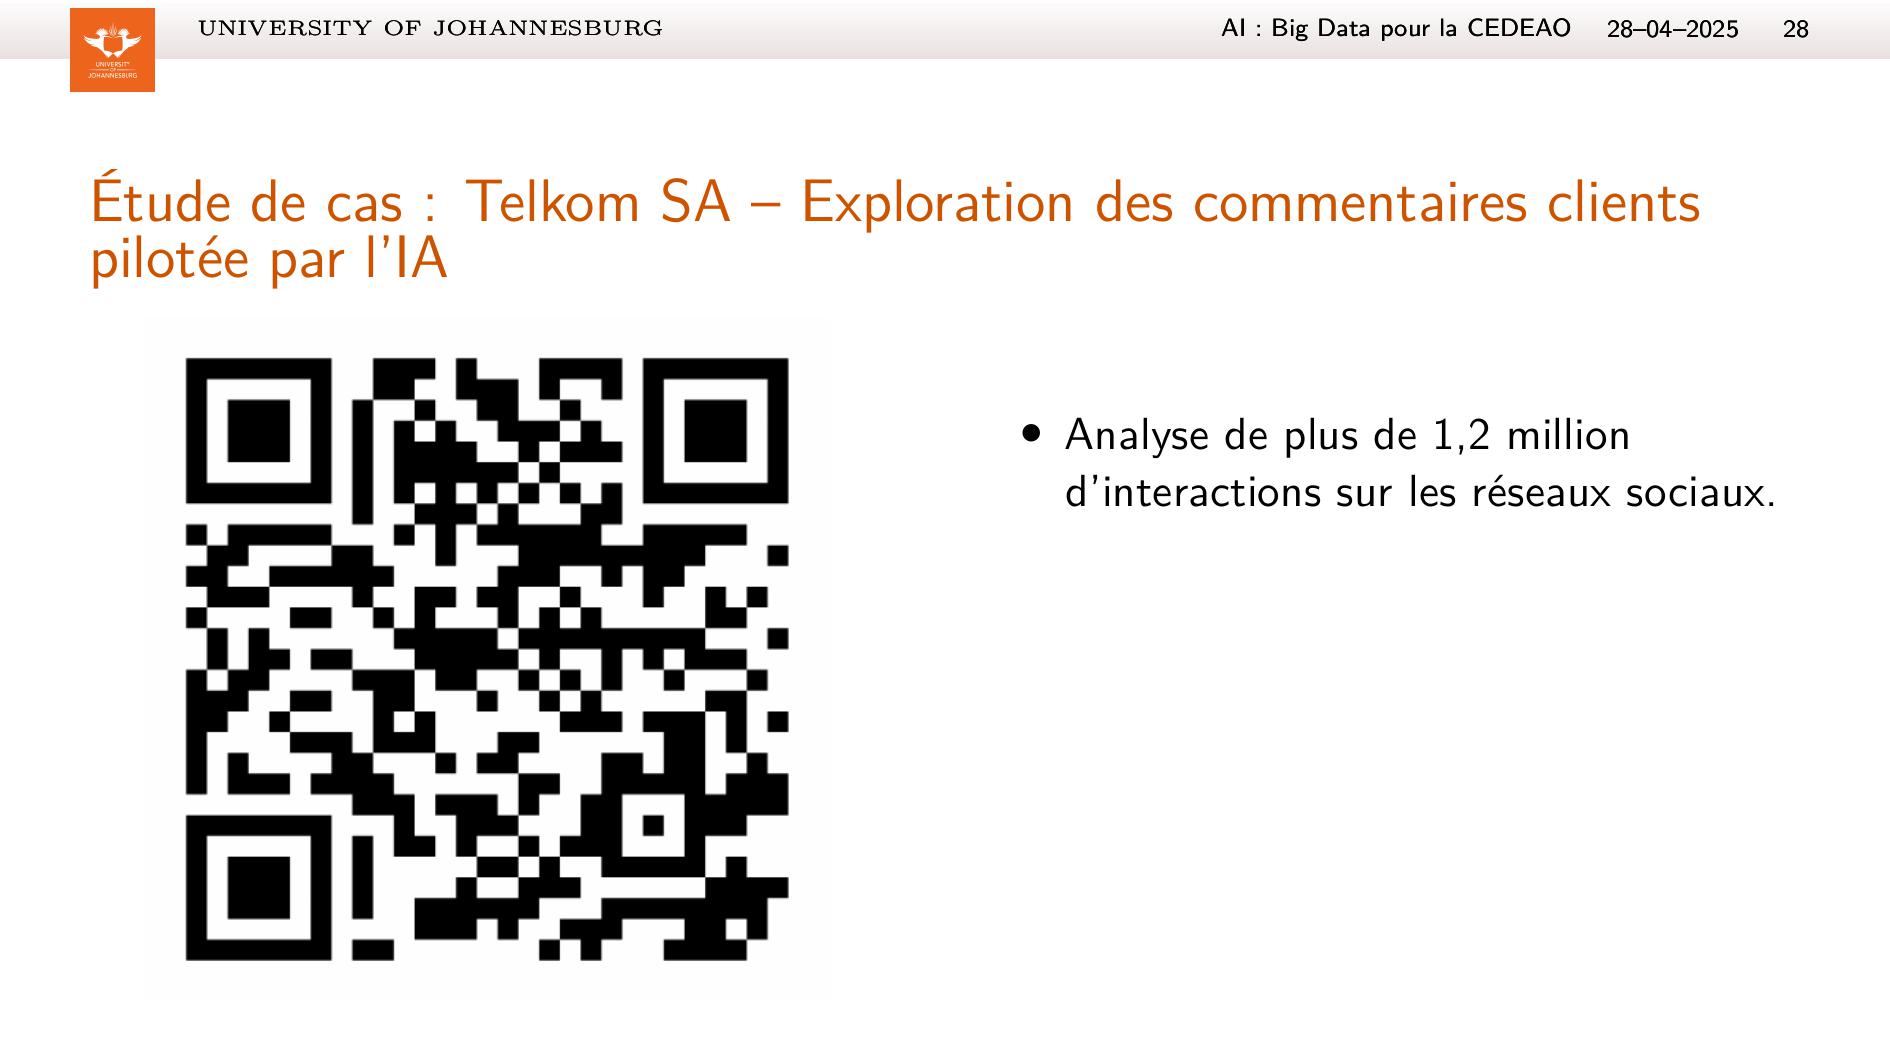 UNIVERSITY
OF
JOHANNESBURG
UNIVERSITY OF JOHANNESBURG
AI : Big Data pour la CEDEAO 28–04–2025 28
Étude de cas : Telkom SA – Exploration des commentaires clients
pilotée par l'IA
• Analyse de plus de 1,2 million
d'interactions sur les réseaux sociaux.